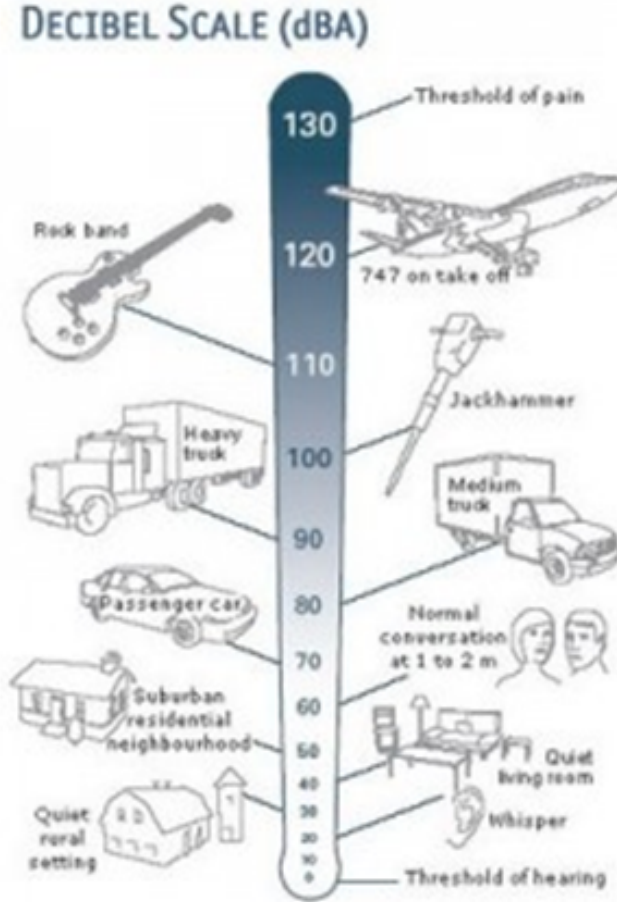 DECIBEL SCALE (dBA)
Threshold of pain
130
Rock band
120
747 on take off
110
Jackhammer
Heavy
truck
100
Medium
truck
90
Passenger car
80
Normal
conversation
at 1 to 2 m
70
Suburban
residential
neighbourhood
60
50
Quiet
living room
40
Quiet
rural
setting
30
Whisper
20
10
0
Threshold of hearing